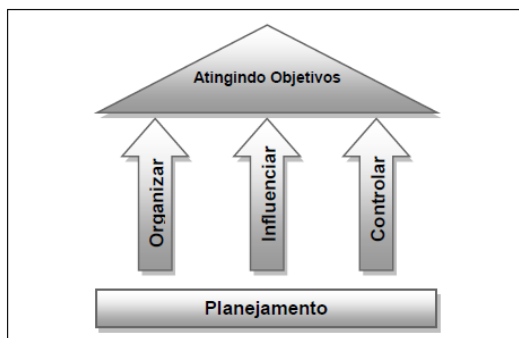 Atingindo Objetivos
Organizar
Influenciar
Controlar
Planejamento